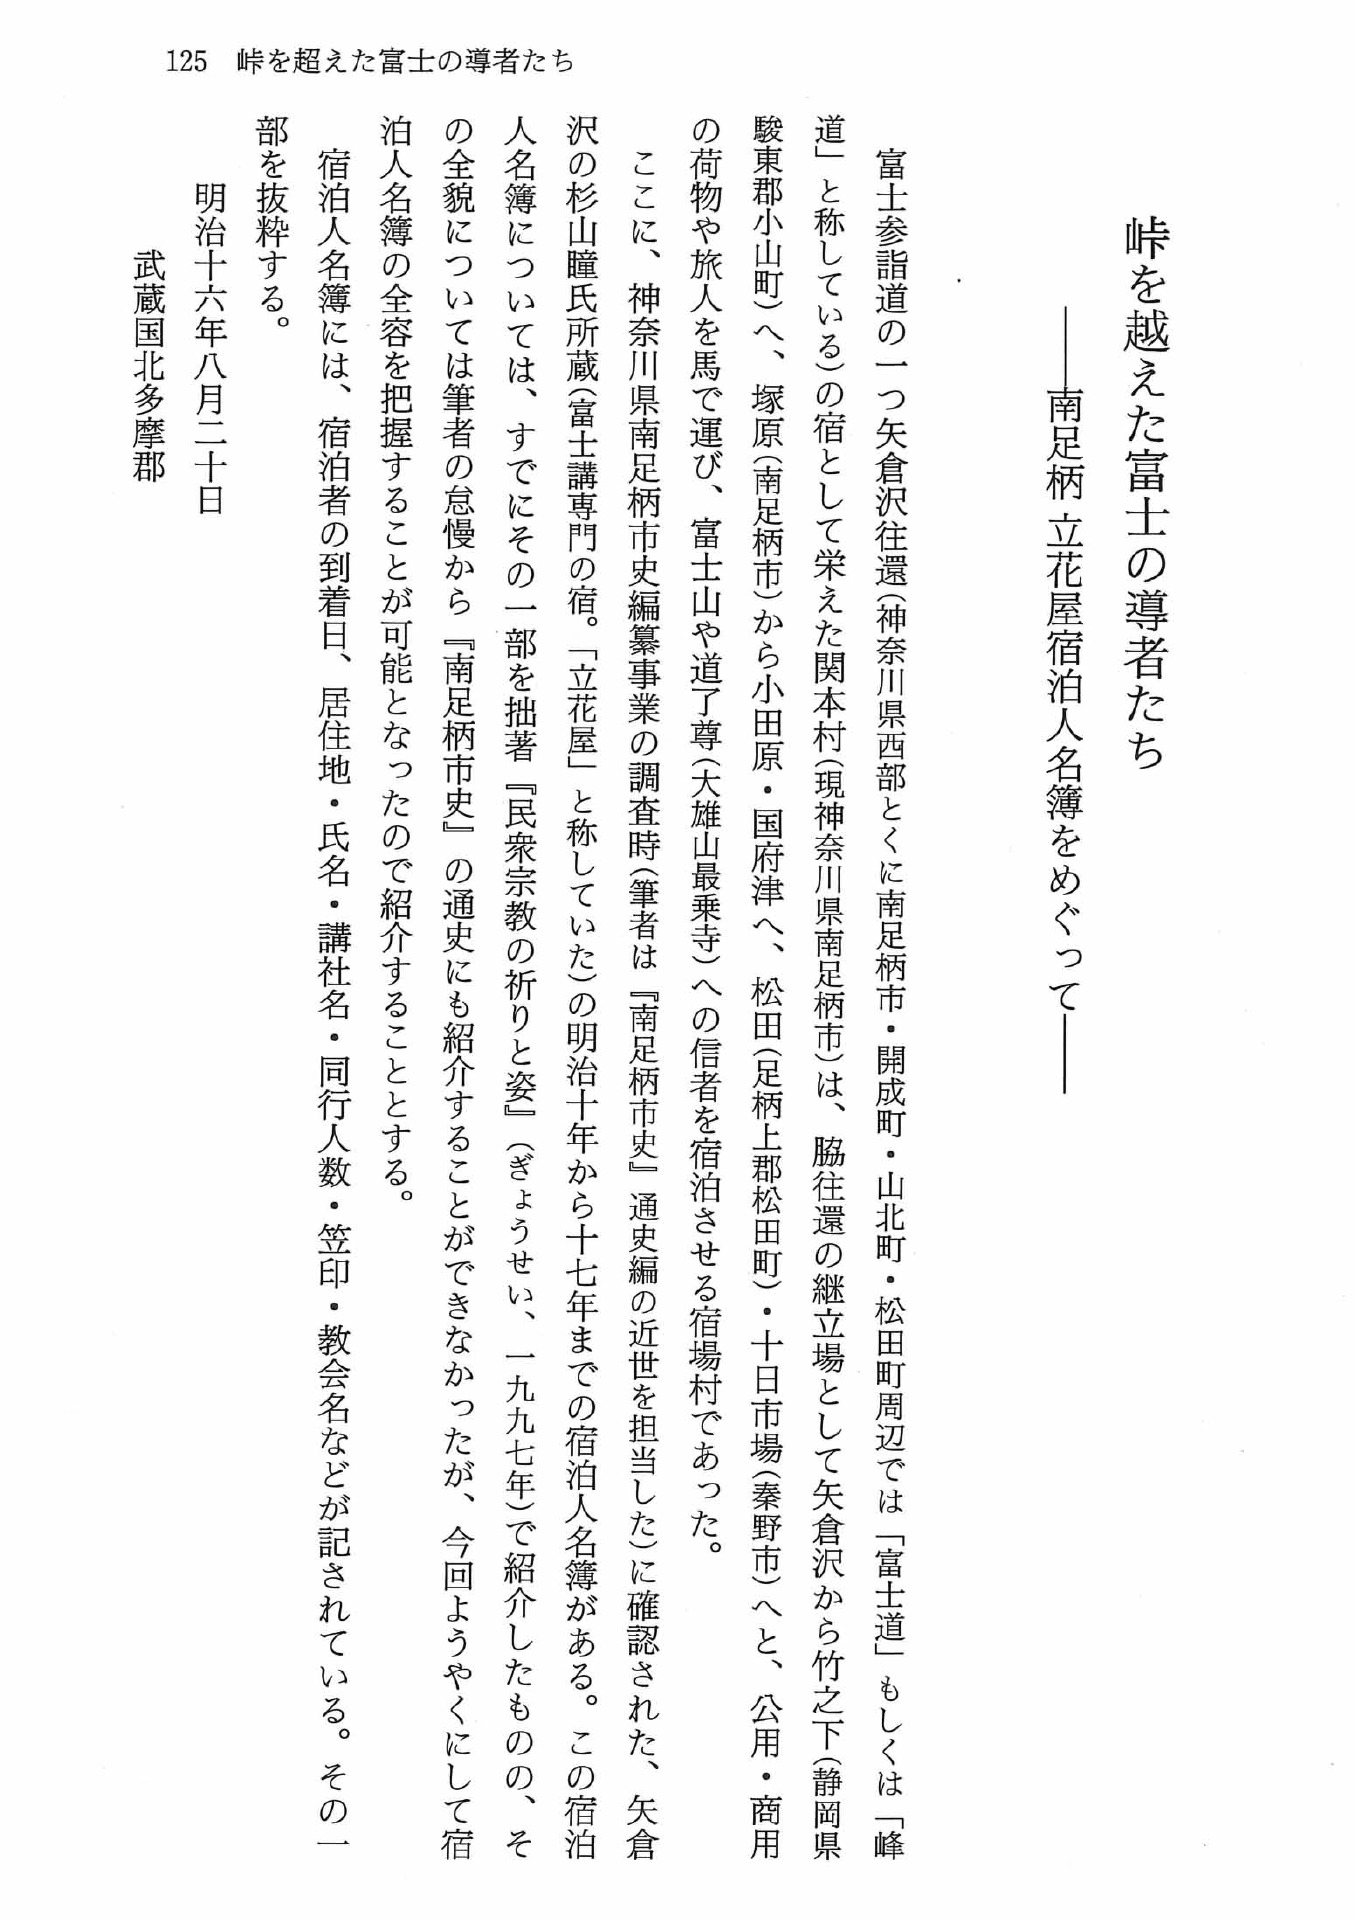 125　峠を超えた富士の導者たち
峠を越えた富士の導者たち
――南足柄 立花屋宿泊人名簿をめぐって――
富士参詣道の一つ矢倉沢往還（神奈川県西部とくに南足柄市・開成町・山北町・松田町周辺では「富士道」もしくは「峰
道」と称している）の宿として栄えた関本村（現神奈川県南足柄市）は、脇往還の継立場として矢倉沢から竹之下（静岡県
駿東郡小山町）へ、塚原（南足柄市）から小田原・国府津へ、松田（足柄上郡松田町）・十日市場（秦野市）へと、公用・商用
の荷物や旅人を馬で運び、富士山や道了尊（大雄山最乗寺）への信者を宿泊させる宿場村であった。
ここに、神奈川県南足柄市史編纂事業の調査時（筆者は『南足柄市史』通史編の近世を担当した）に確認された、矢倉
沢の杉山瞳氏所蔵（富士講専門の宿。「立花屋」と称していた）の明治十年から十七年までの宿泊人名簿がある。この宿泊
人名簿については、すでにその一部を拙著『民衆宗教の祈りと姿』（ぎょうせい、一九九七年）で紹介したものの、そ
の全貌については筆者の怠慢から『南足柄市史』の通史にも紹介することができなかったが、今回ようやくにして宿
泊人名簿の全容を把握することが可能となったので紹介することとする。
宿泊人名簿には、宿泊者の到着日、居住地・氏名・講社名・同行人数・笠印・教会名などが記されている。その一
部を抜粋する。
明治十六年八月二十日
武蔵国北多摩郡